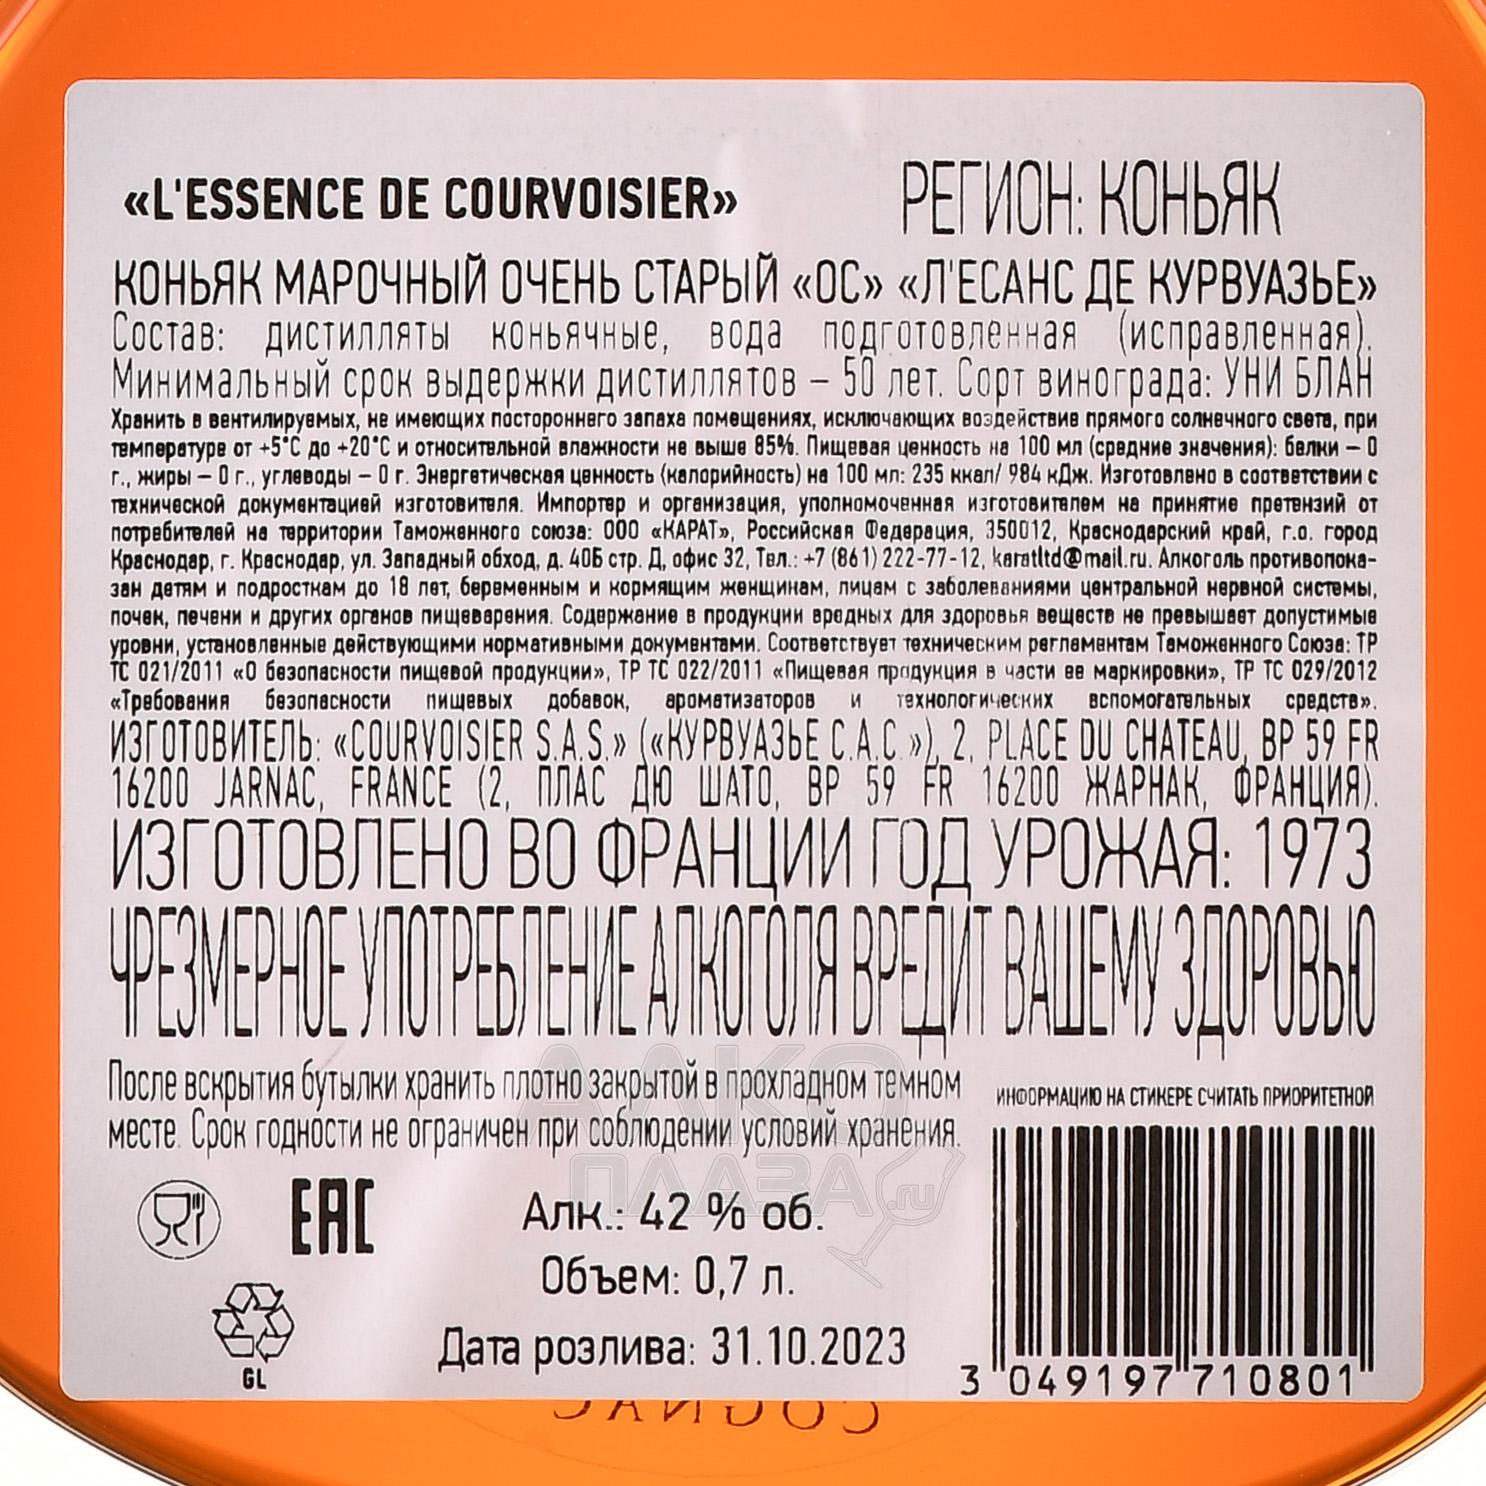 «L'ESSENCE DE COURVOISIER»
РЕГИОН: КОНЬЯК
КОНЬЯК МАРОЧНЫЙ ОЧЕНЬ СТАРЫЙ «ОС» «Л'ЕСАНС ДЕ КУРВУАЗЬЕ»
Состав: дистилляты коньячные, вода подготовленная (исправленная).
Минимальный срок выдержки дистиллятов – 50 лет. Сорт винограда: УНИ БЛАН
Хранить в вентилируемых, не имеющих постороннего запаха помещениях, исключающих воздействие прямого солнечного света, при
температуре от +5°С до +20°С и относительной влажности не выше 85%. Пищевая ценность на 100 мл (средние значения): белки – 0
г., жиры – 0 г., углеводы – 0 г. Энергетическая ценность (калорийность) на 100 мл: 235 ккал/ 984 кДж. Изготовлено в соответствии с
технической документацией изготовителя. Импортер и организация, уполномоченная изготовителем на принятие претензий от
потребителей на территории Таможенного союза: ООО «КАРАТ», Российская Федерация, 350012, Краснодарский край, г.о. город
Краснодар, г. Краснодар, ул. Западный обход, д. 40Б стр. Д, офис 32, Тел.: +7 (861) 222-77-12, karatltd@mail.ru. Алкоголь противопока-
зан детям и подросткам до 18 лет, беременным и кормящим женщинам, лицам с заболеваниями центральной нервной системы,
почек, печени и других органов пищеварения. Содержание в продукции вредных для здоровья веществ не превышает допустимые
уровни, установленные действующими нормативными документами. Соответствует техническим регламентам Таможенного Союза: ТР
ТС 021/2011 «О безопасности пищевой продукции», ТР ТС 022/2011 «Пищевая продукция в части ее маркировки», ТР ТС 029/2012
«Требования безопасности пищевых добавок, ароматизаторов и технологических вспомогательных средств».
ИЗГОТОВИТЕЛЬ: «COURVOISIER S.A.S.» («КУРВУАЗЬЕ С.А.С.»), 2, PLACE DU CHATEAU, BP 59 FR
16200 JARNAC, FRANCE (2, ПЛАС ДЮ ШАТО, BP 59 FR 16200 ЖАРНАК, ФРАНЦИЯ).
ИЗГОТОВЛЕНО ВО ФРАНЦИИ ГОД УРОЖАЯ: 1973
ЧРЕЗМЕРНОЕ УПОТРЕБЛЕНИЕ АЛКОГОЛЯ ВРЕДИТ ВАШЕМУ ЗДОРОВЬЮ
После вскрытия бутылки хранить плотно закрытой в прохладном темном
месте. Срок годности не ограничен при соблюдении условий хранения.
ИНФОРМАЦИЮ НА СТИКЕРЕ СЧИТАТЬ ПРИОРИТЕТНОЙ
АЛКО
ПЛАЗА.ru
EAC
Алк.: 42 % об.
Объем: 0,7 л.
GL
Дата розлива: 31.10.2023
3 049197 710801
COGNAC